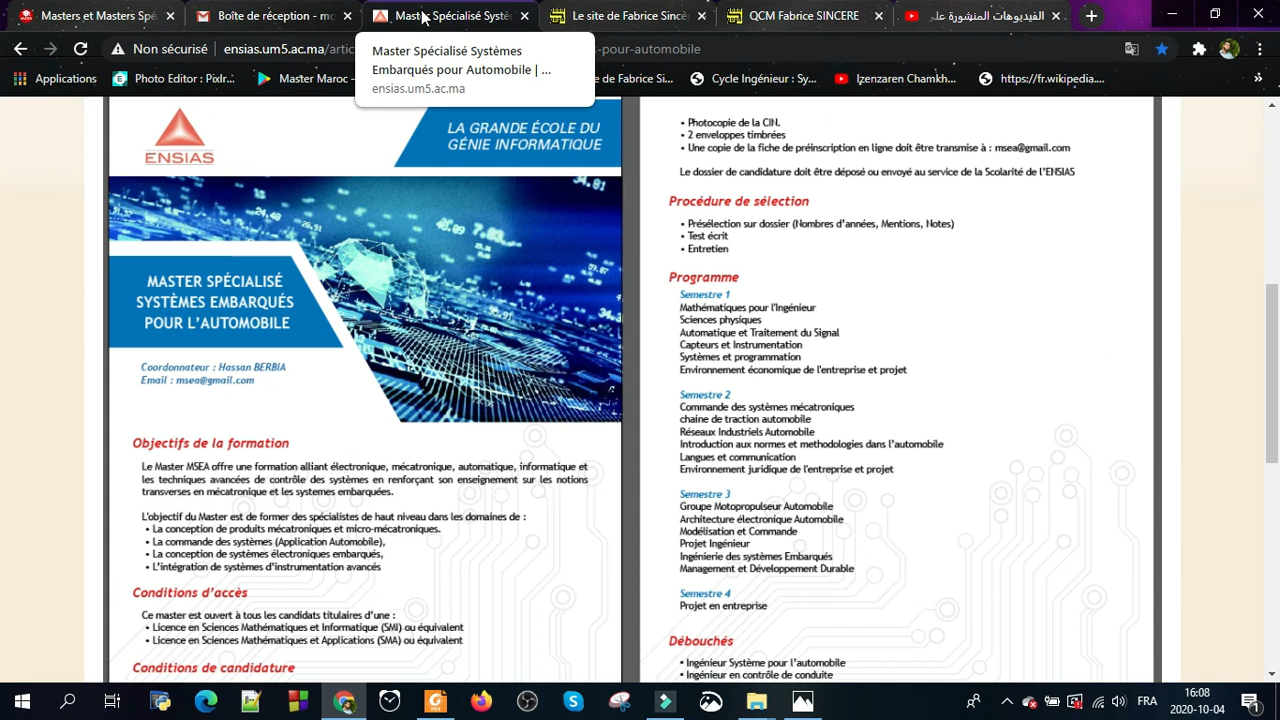 Master en
Master Spécialisé Systèr
Master Spécialisé Systè
Liste de For
الفيديوهات المنشورة على
Non sécurisé
ensias.um5.ac.ma/artic
-pour-automobile
Master Spécialisé Systèmes
Embarqués pour Automobile | ...
ensias.um5.ac.ma
Applications
Photo Editor : Pixlr...
Master Maroc –
e de Fabrice Si...
Cycle Ingénieur : Sy...
Izenzaren Chamkh...
https://fr.wikipedia....
ENSIAS
LA GRANDE ÉCOLE DU
GÉNIE INFORMATIQUE
MASTER SPÉCIALISÉ
SYSTÈMES EMBARQUÉS
POUR L'AUTOMOBILE
Coordonnateur : Hassan BERBIA
Email : msea@gmail.com
Objectifs de la formation
Le Master MSEA offre une formation alliant électronique, mécatronique, automatique, informatique et
les techniques avancées de contrôle des systèmes en renforçant son enseignement sur les notions
transverses en mécatronique et les systemes embarquées.
L'objectif du Master est de former des spécialistes de haut niveau dans les domaines de :
• La conception de produits mécatroniques et micro-mécatroniques.
• La commande des systèmes (Application Automobile),
• La conception de systèmes électroniques embarqués,
• L'intégration de systèmes d'instrumentation avancés
Conditions d'accès
Ce master est ouvert à tous les candidats titulaires d'une :
• Licence en Sciences Mathématiques et Informatique (SMI) ou équivalent
• Licence en Sciences Mathématiques et Applications (SMA) ou équivalent
Conditions de candidature
• Photocopie de la CIN.
• 2 enveloppes timbrées
• Une copie de la fiche de préinscription en ligne doit être transmise à : msea@gmail.com
Le dossier de candidature doit être déposé ou envoyé au service de la Scolarité de l'ENSIAS
Procédure de sélection
• Présélection sur dossier (Nombres d'années, Mentions, Notes)
• Test écrit
• Entretien
Programme
Semestre 1
Mathématiques pour l'Ingénieur
Sciences physiques
Automatique et Traitement du Signal
Capteurs et Instrumentation
Systèmes et programmation
Environnement économique de l'entreprise et projet
Semestre 2
Commande des systèmes mécatroniques
chaine de traction automobile
Réseaux Industriels Automobile
Introduction aux normes et methodologies dans l'automobile
Langues et communication
Environnement juridique de l'entreprise et projet
Semestre 3
Groupe Motopropulseur Automobile
Architecture électronique Automobile
Modélisation et Commande
Projet Ingénieur
Ingénierie des systèmes Embarqués
Management et Développement Durable
Semestre 4
Projet en entreprise
Débouchés
• Ingénieur Système pour l'automobile
• Ingénieur en contrôle de conduite
FRA
16:08
2020-10-04